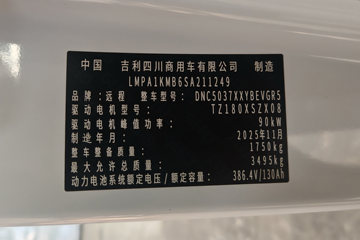 中国 吉利四川商用车有限公司 制造
LMPA1KMB6SA211249
品牌：远程 整车型号：DNC5037XXYBEVGRS
驱动电机型号：TZ180XSZX08
驱动电机峰值功率：90kW
制造年月：2025年11月
整车整备质量：1750kg
最大允许总质量：3495kg
动力电池系统额定电压/额定容量：386.4V/130Ah